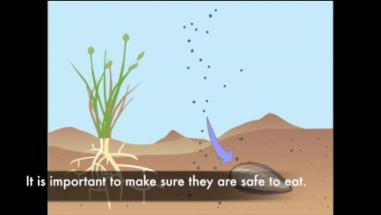 It is important to make sure they are safe to eat.